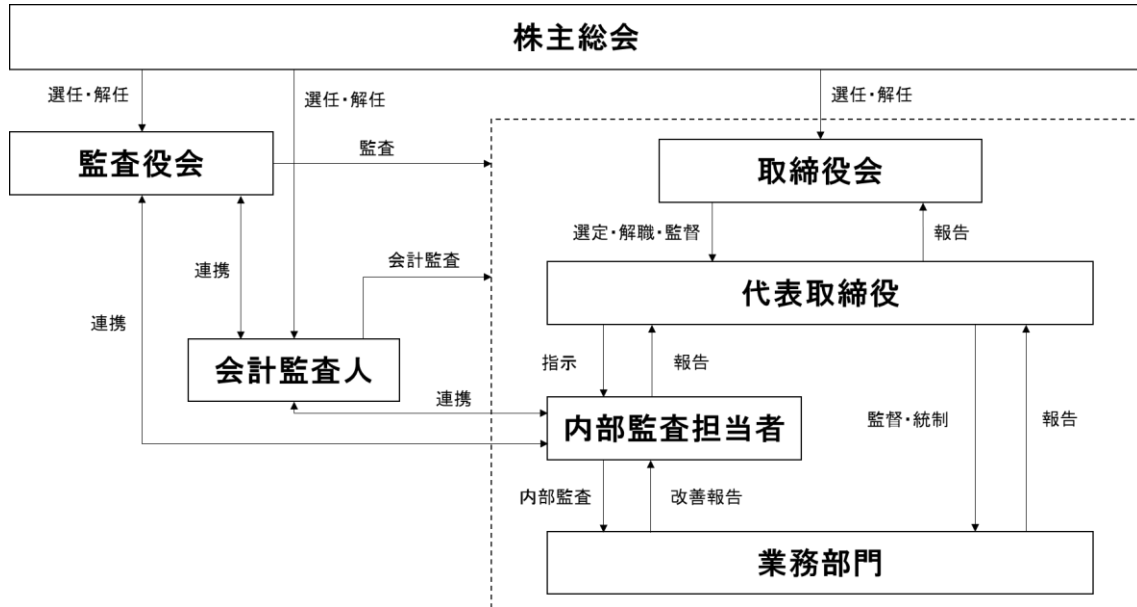 株主総会
選任・解任
選任・解任
選任・解任
監査役会
監査
取締役会
選定・解職・監督
報告
連携
会計監査
代表取締役
連携
会計監査人
指示
報告
連携
内部監査担当者
監督・統制
報告
内部監査
改善報告
業務部門